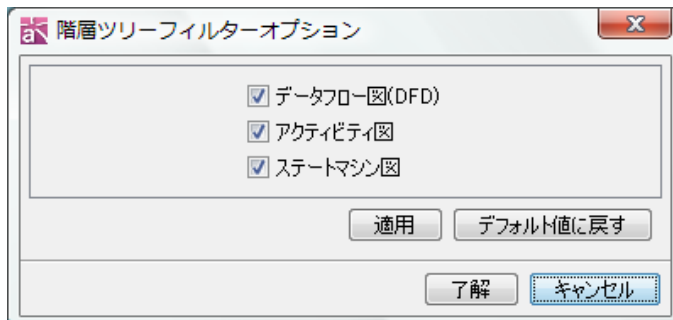 階層ツリーフィルターオプション
データフロー図(DFD)
アクティビティ図
ステートマシン図
適用 デフォルト値に戻す
了解 キャンセル